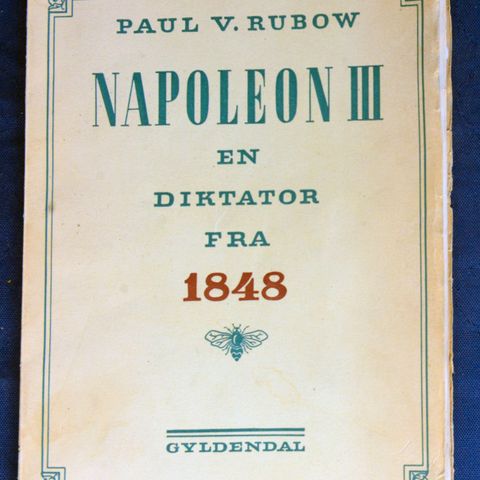 PAUL V. RUBOW
NAPOLEON III
EN
DIKTATOR
FRA
1848
GYLDENDAL